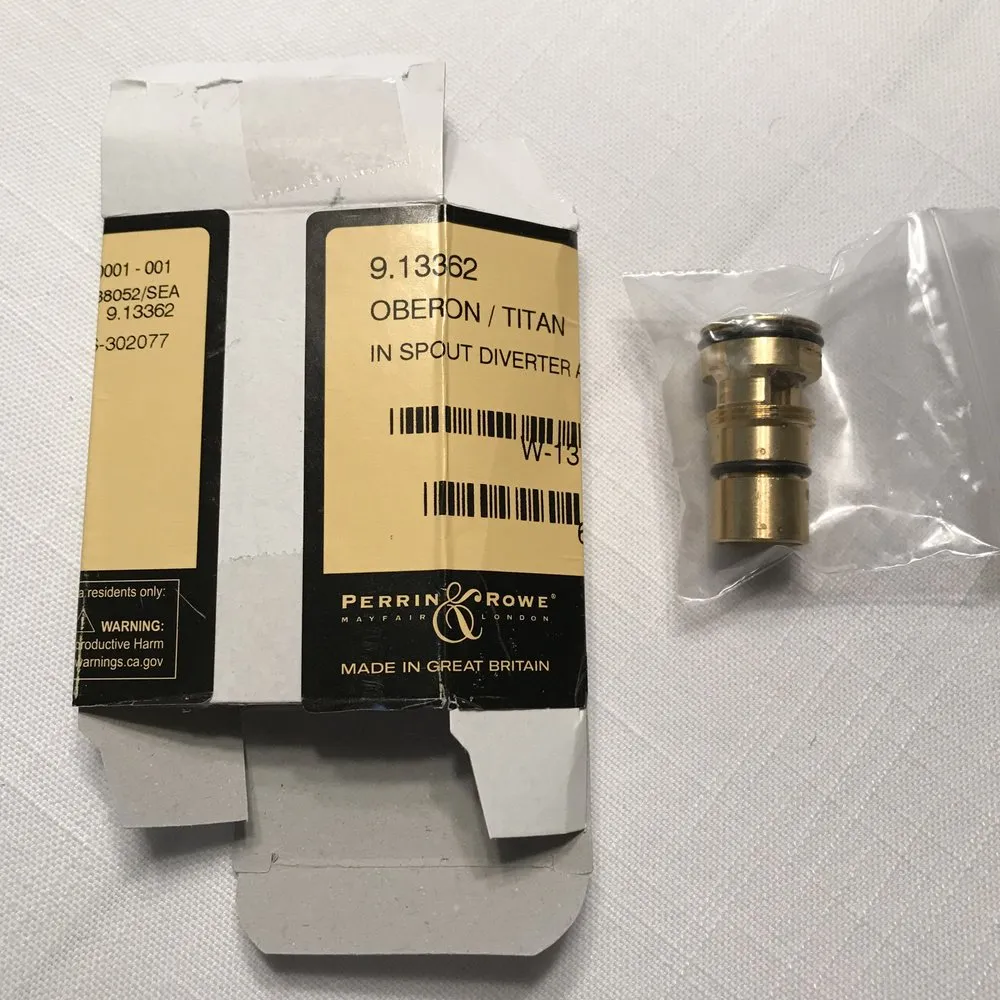 0001 - 001
38052/SEA
9.13362
-302077
residents only:
WARNING:
roductive Harm
warnings.ca.gov
9.13362
OBERON / TITAN
IN SPOUT DIVERTER A
W-13
PERRIN & ROWE®
MAYFAIR LONDON
MADE IN GREAT BRITAIN